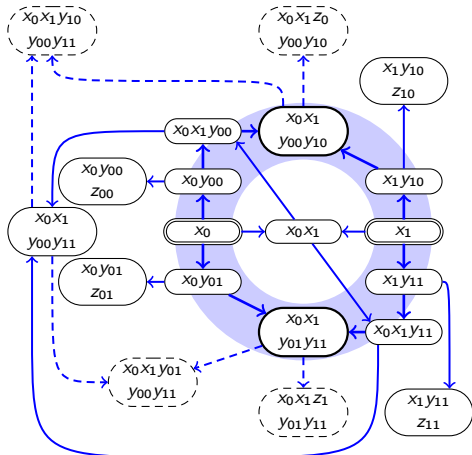 x₀x₁y₁₀
y₀₀y₁₁
x₀x₁z₀
y₀₀y₁₀
x₁y₁₀
z₁₀
x₀x₁y₀₀
x₀x₁
y₀₀y₁₀
x₀y₀₀
z₀₀
x₀y₀₀
x₁y₁₀
x₀x₁
y₀₀y₁₁
x₀
x₀x₁
x₁
x₀y₀₁
z₀₁
x₀y₀₁
x₁y₁₁
x₀x₁
y₀₁y₁₁
x₀x₁y₁₁
x₀x₁y₀₁
y₀₀y₁₁
x₀x₁z₁
y₀₁y₁₁
x₁y₁₁
z₁₁